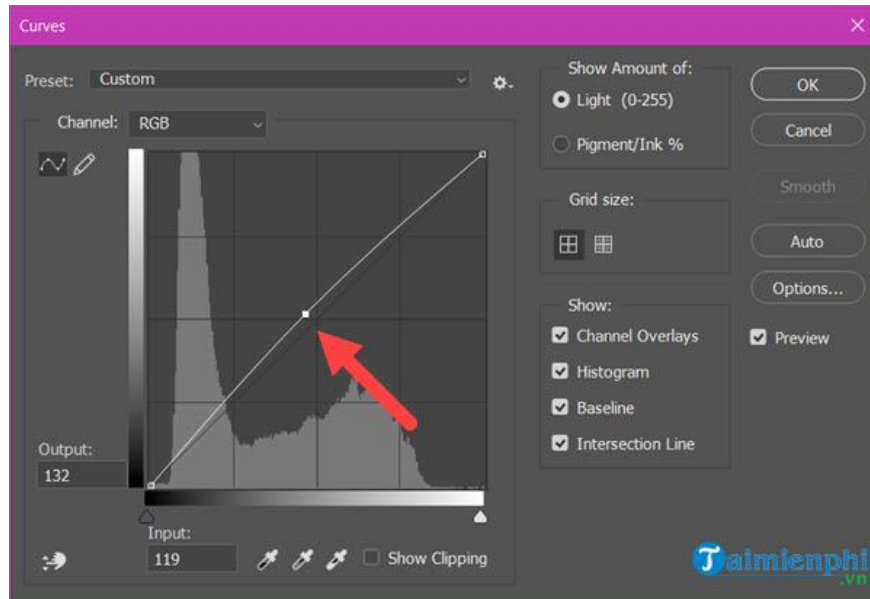 Curves
Preset: Custom
Channel: RGB
Output:
132
Input:
119
Show Clipping
Show Amount of:
Light (0-255)
Pigment/Ink %
Grid size:
Show:
Channel Overlays
Histogram
Baseline
Intersection Line
OK
Cancel
Smooth
Auto
Options...
Preview
Taimienphi
.vn